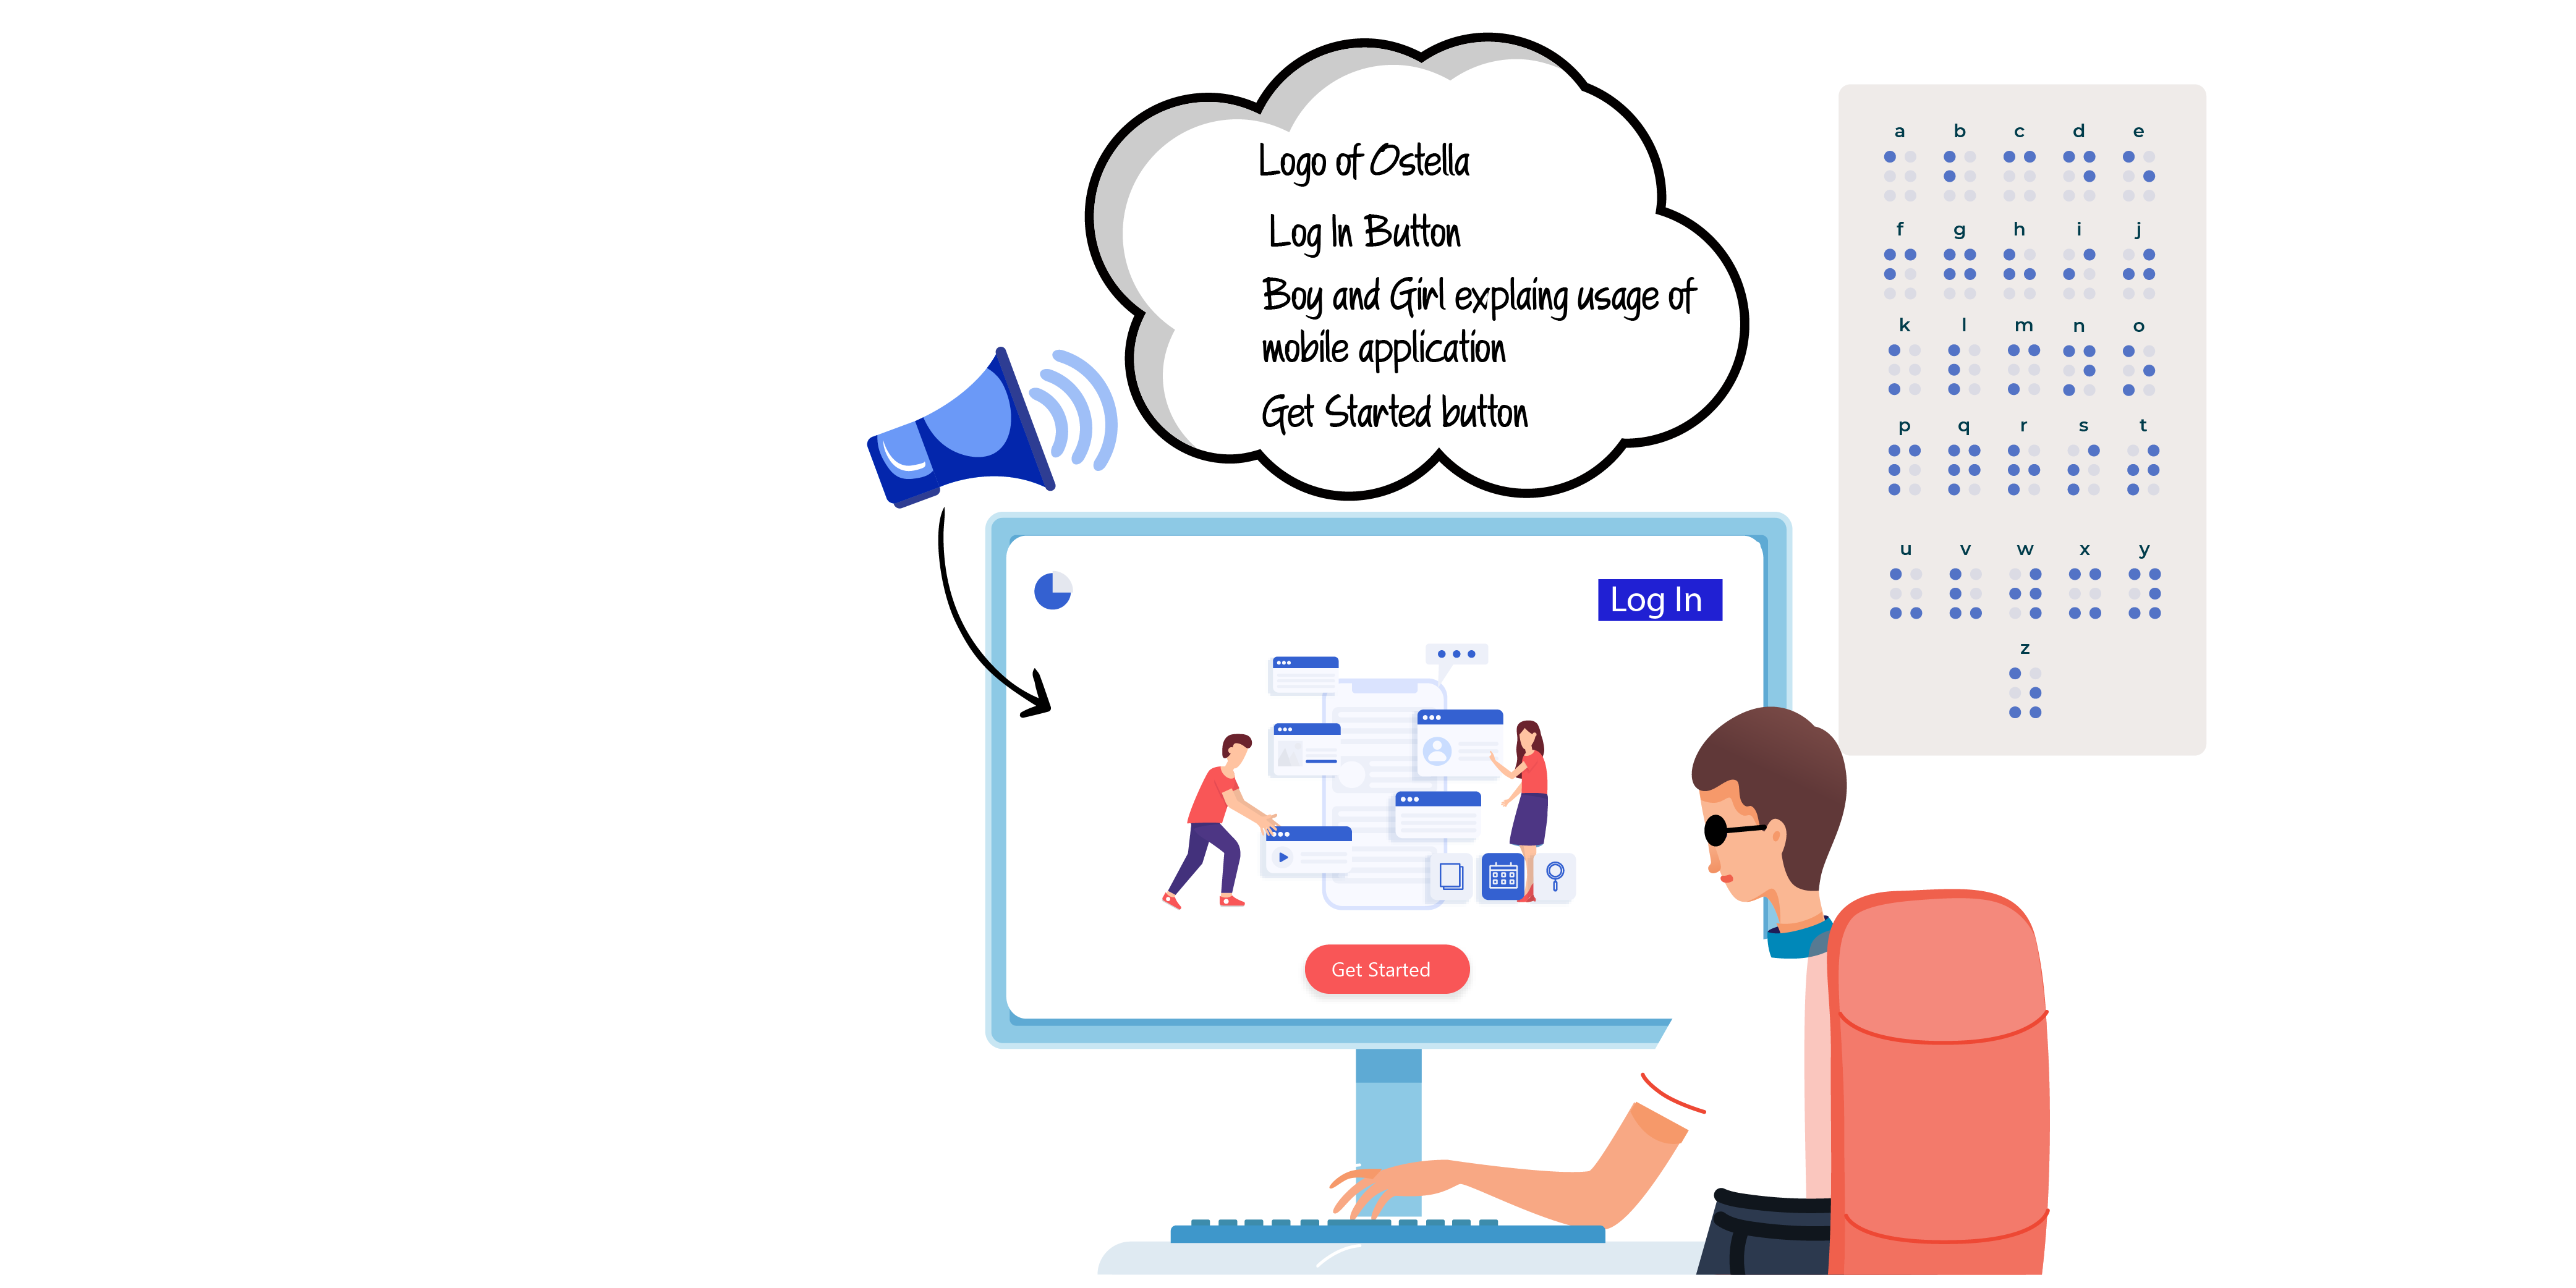 Logo of Ostella
Log In Button
Boy and Girl explaing usage of
mobile application
Get Started button
Log In
Get Started
a b c d e
f g h i j
k l m n o
p q r s t
u v w x y
z